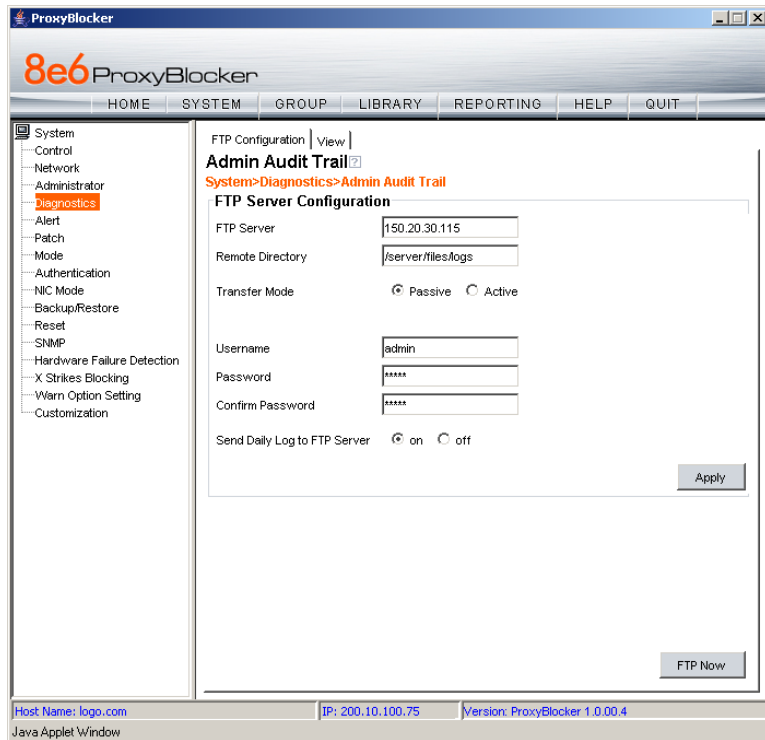 ProxyBlocker
8e6 ProxyBlocker
HOME SYSTEM GROUP LIBRARY REPORTING HELP QUIT
System
Control
Network
Administrator
Diagnostics
Alert
Patch
Mode
Authentication
NIC Mode
Backup/Restore
Reset
SNMP
Hardware Failure Detection
X Strikes Blocking
Warn Option Setting
Customization
FTP Configuration View
Admin Audit Trail ?
System>Diagnostics>Admin Audit Trail
FTP Server Configuration
FTP Server 150.20.30.115
Remote Directory /server/files/logs
Transfer Mode Passive Active
Username admin
Password *****
Confirm Password *****
Send Daily Log to FTP Server on off
Apply
FTP Now
Host Name: logo.com IP: 200.10.100.75 Version: ProxyBlocker 1.0.00.4
Java Applet Window